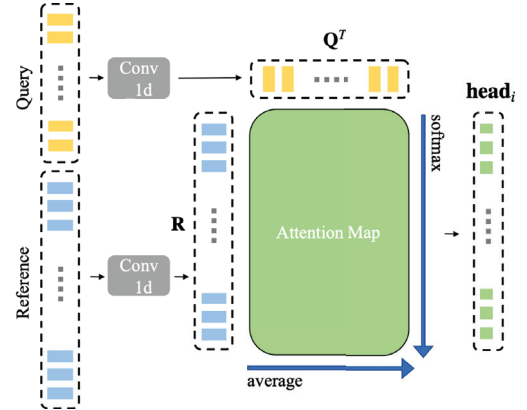 Query
Conv
1d
Q^T
Reference
Conv
1d
R
Attention Map
softmax
average
head_i